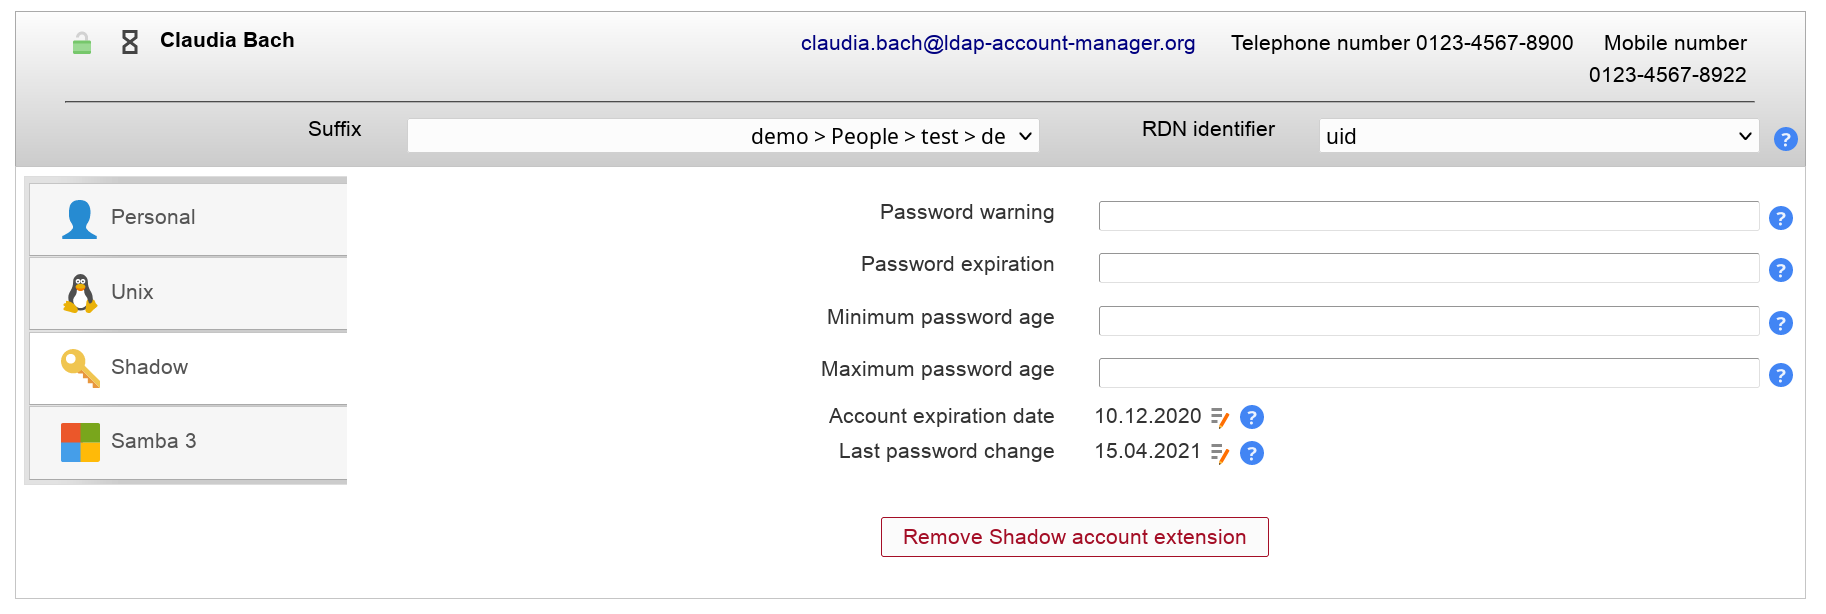 Claudia Bach
claudia.bach@ldap-account-manager.org Telephone number 0123-4567-8900 Mobile number
0123-4567-8922
Suffix demo > People > test > de RDN identifier uid ?
Personal
Unix
Shadow
Samba 3
Password warning ?
Password expiration ?
Minimum password age ?
Maximum password age ?
Account expiration date 10.12.2020 ?
Last password change 15.04.2021 ?
Remove Shadow account extension